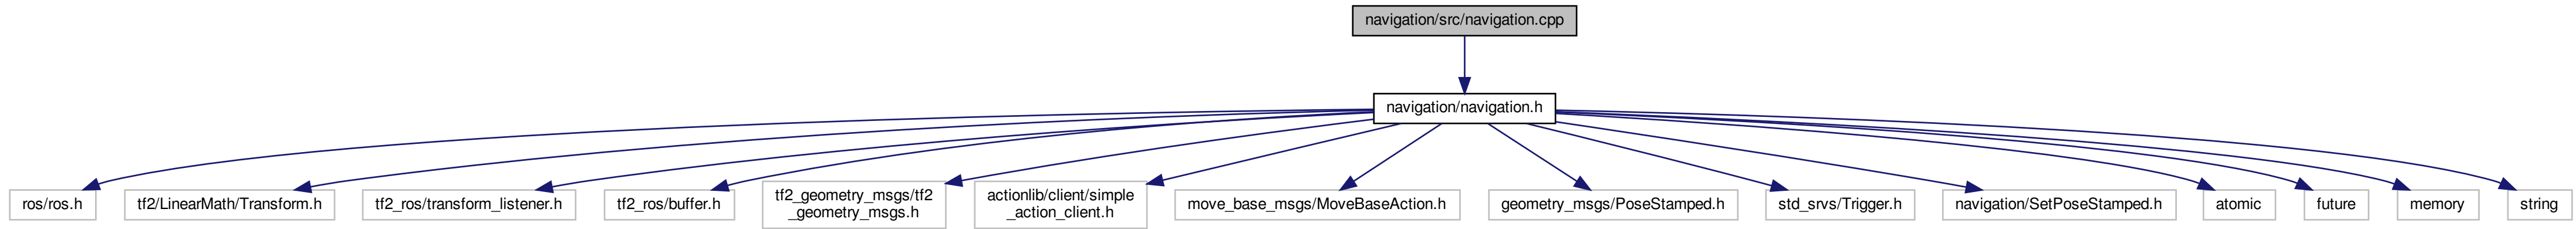 navigation/src/navigation.cpp
navigation/navigation.h
ros/ros.h
tf2/LinearMath/Transform.h
tf2_ros/transform_listener.h
tf2_ros/buffer.h
tf2_geometry_msgs/tf2
_geometry_msgs.h
actionlib/client/simple
_action_client.h
move_base_msgs/MoveBaseAction.h
geometry_msgs/PoseStamped.h
std_srvs/Trigger.h
navigation/SetPoseStamped.h
atomic
future
memory
string